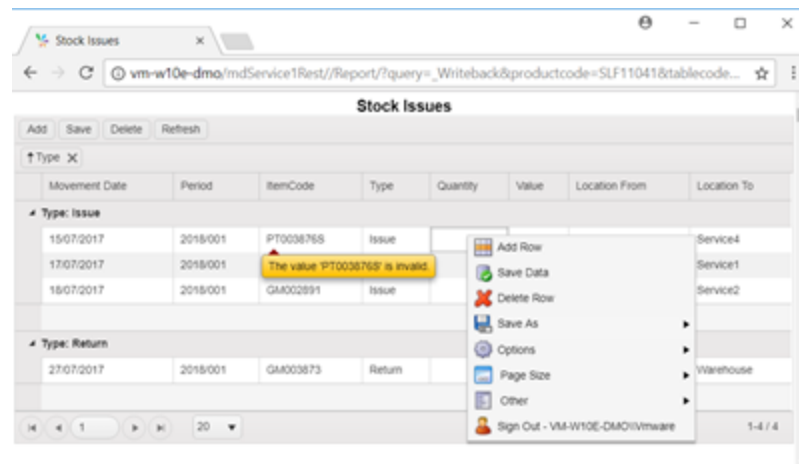 Stock Issues
vm-w10e-dmo/mdService1Rest//Report/?query=_Writeback&productcode=SLF11041&tablecode...
Stock Issues
Add Save Delete Refresh
Type
Movement Date Period ItemCode Type Quantity Value Location From Location To
Type: Issue
15/07/2017 2018/001 PT003876S Issue Service4
17/07/2017 2018/001 Service1
The value 'PT003876S' is invalid.
18/07/2017 2018/001 GM002891 Issue Service2
Type: Return
27/07/2017 2018/001 GM003873 Return Warehouse
Add Row
Save Data
Delete Row
Save As
Options
Page Size
Other
Sign Out - VM-W10E-DMO\\Vmware
1 20 1-4 / 4